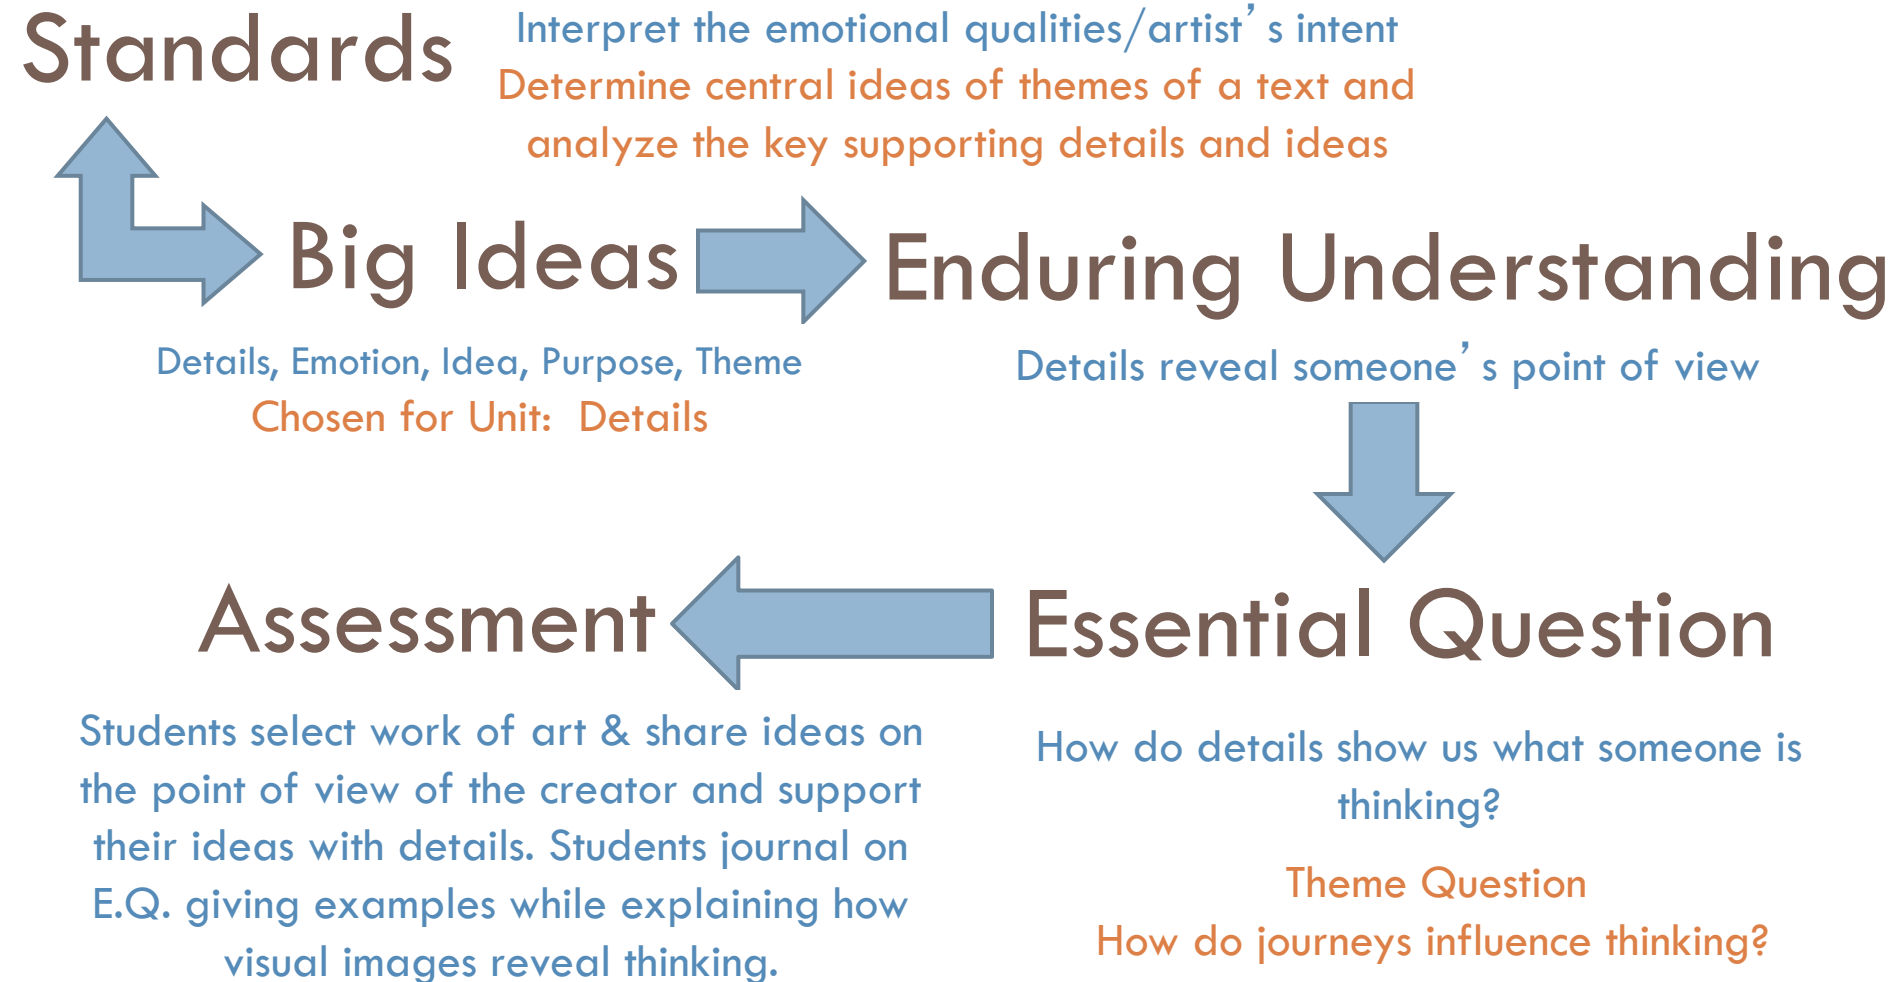 Standards
Interpret the emotional qualities/artist’s intent
Determine central ideas of themes of a text and
analyze the key supporting details and ideas
Big Ideas
Enduring Understanding
Details, Emotion, Idea, Purpose, Theme
Chosen for Unit: Details
Details reveal someone’s point of view
Assessment
Essential Question
Students select work of art & share ideas on
the point of view of the creator and support
their ideas with details. Students journal on
E.Q. giving examples while explaining how
visual images reveal thinking.
How do details show us what someone is
thinking?
Theme Question
How do journeys influence thinking?